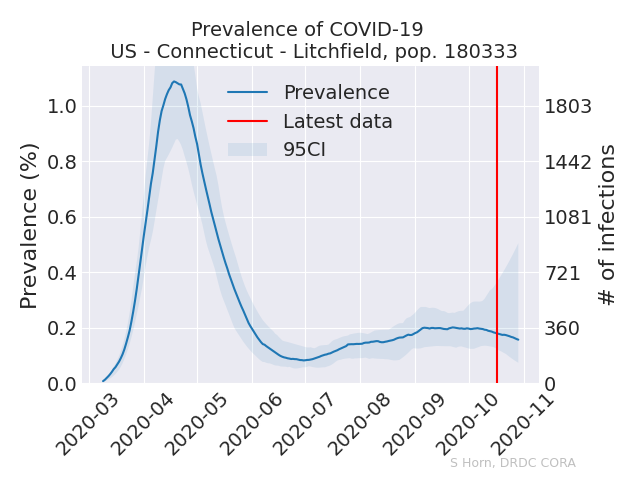 Prevalence of COVID-19
US - Connecticut - Litchfield, pop. 180333
Prevalence
Latest data
95CI
Prevalence (%)
1.0
0.8
0.6
0.4
0.2
0.0
1803
1442
1081
721
360
0
# of infections
2020-03
2020-04
2020-05
2020-06
2020-07
2020-08
2020-09
2020-10
2020-11
S Horn, DRDC CORA